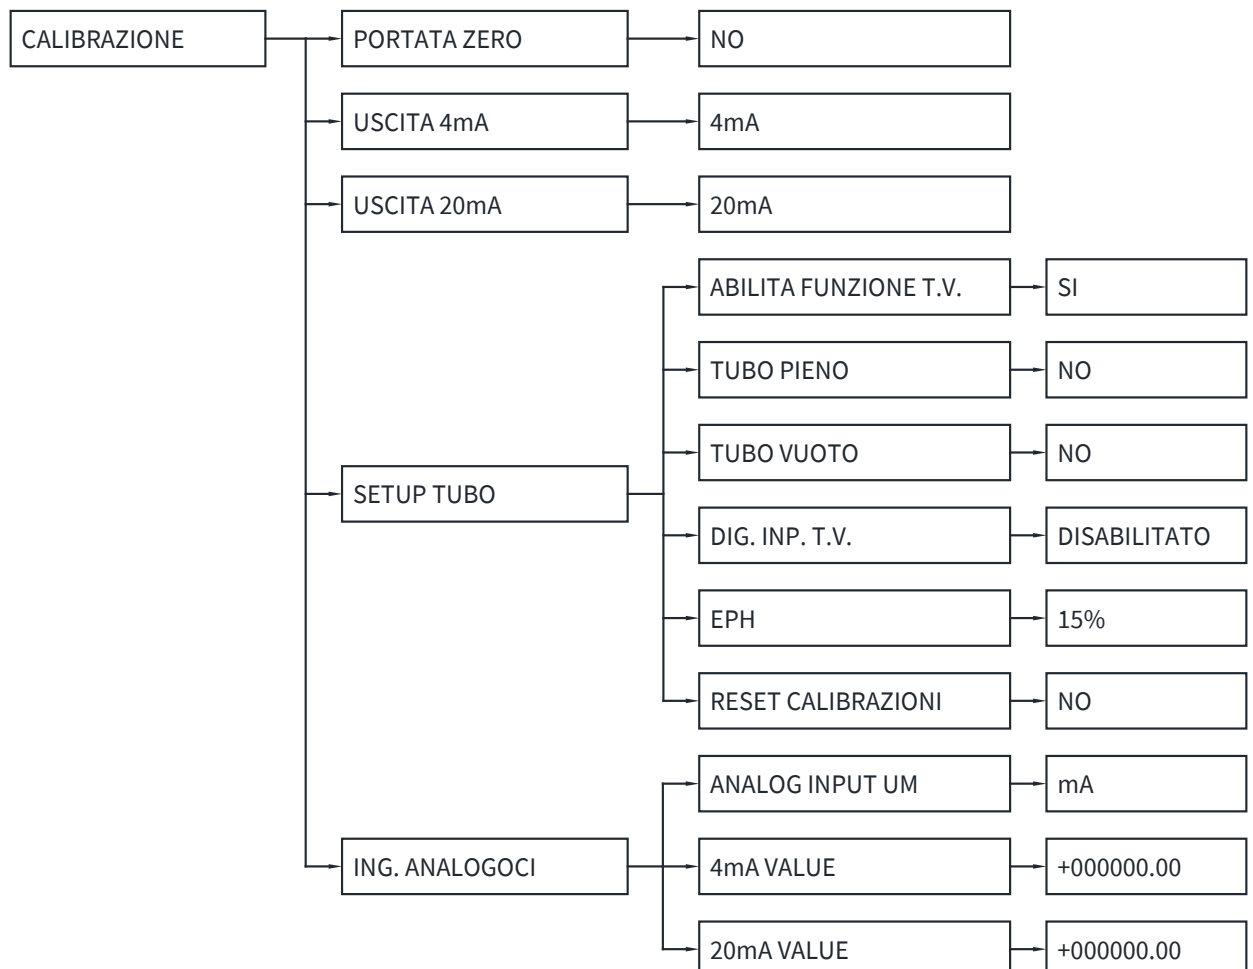 CALIBRAZIONE
PORTATA ZERO
NO
USCITA 4mA
4mA
USCITA 20mA
20mA
ABILITA FUNZIONE T.V.
SI
TUBO PIENO
NO
TUBO VUOTO
NO
SETUP TUBO
DIG. INP. T.V.
DISABILITATO
EPH
15%
RESET CALIBRAZIONI
NO
ANALOG INPUT UM
mA
ING. ANALOGOCI
4mA VALUE
+000000.00
20mA VALUE
+000000.00